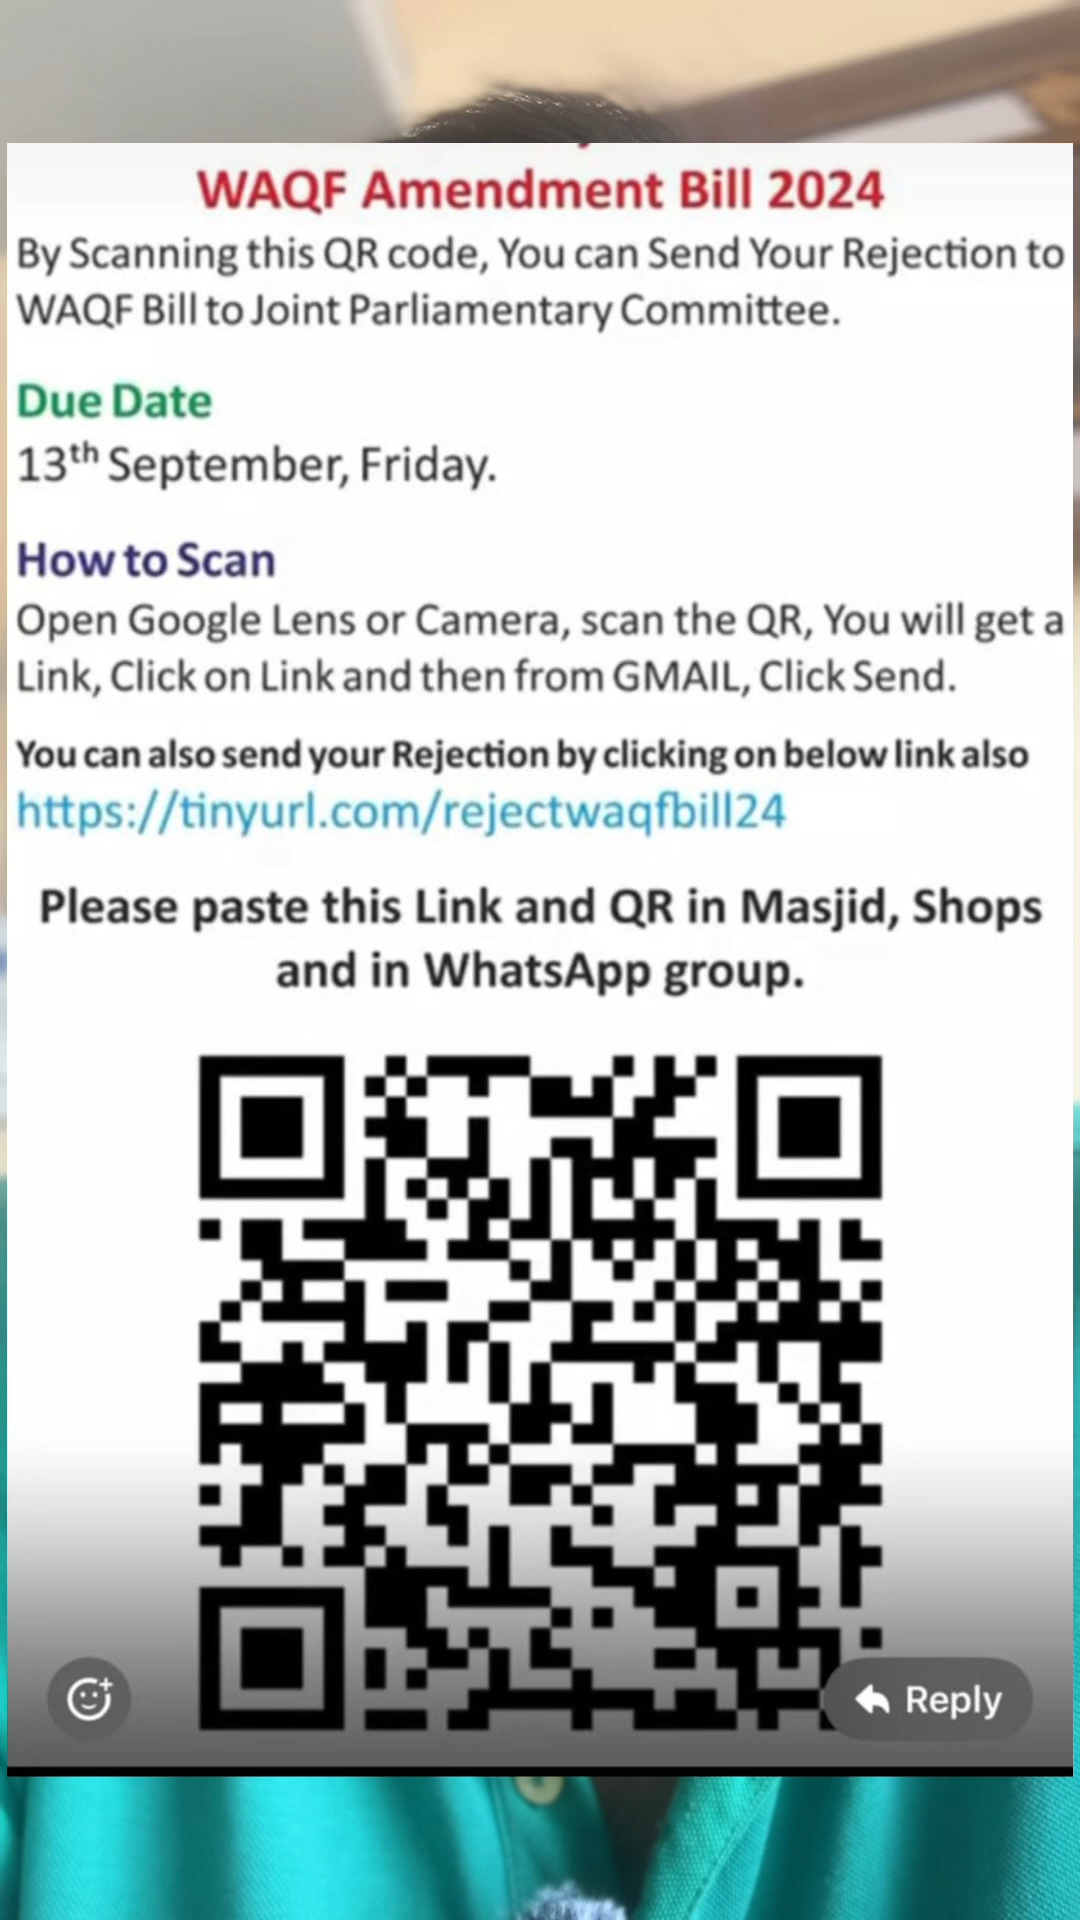 WAQF Amendment Bill 2024
By Scanning this QR code, You can Send Your Rejection to
WAQF Bill to Joint Parliamentary Committee.
Due Date
13th September, Friday.
How to Scan
Open Google Lens or Camera, scan the QR, You will get a
Link, Click on Link and then from GMAIL, Click Send.
You can also send your Rejection by clicking on below link also
https://tinyurl.com/rejectwaqfbill24
Please paste this Link and QR in Masjid, Shops
and in WhatsApp group.
Reply